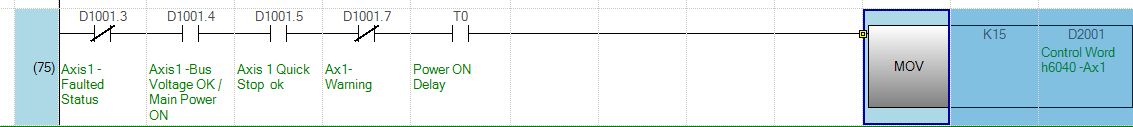 D1001.3 D1001.4 D1001.5 D1001.7 T0
K15 D2001
(75)
Axis1 -
Faulted
Status
Axis1 -Bus
Voltage OK /
Main Power
ON
Axis 1 Quick
Stop ok
Ax1-
Warning
Power ON
Delay
MOV
Control Word
h6040 -Ax1